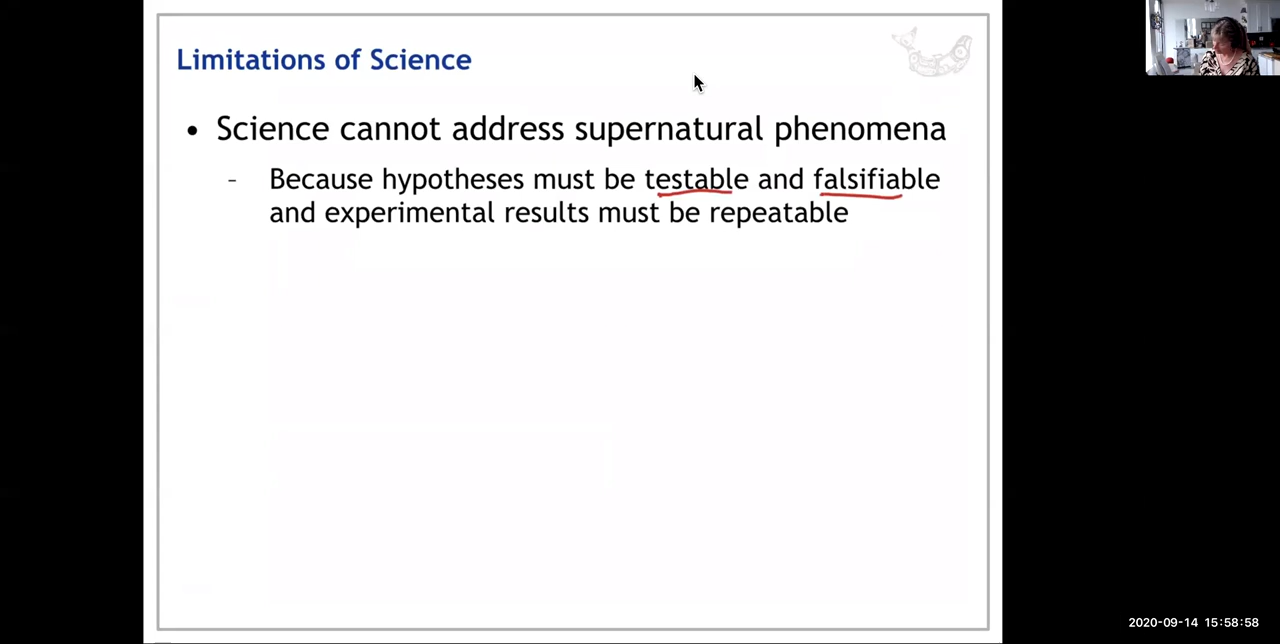 Limitations of Science
• Science cannot address supernatural phenomena
- Because hypotheses must be testable and falsifiable
and experimental results must be repeatable
2020-09-14 15:58:58